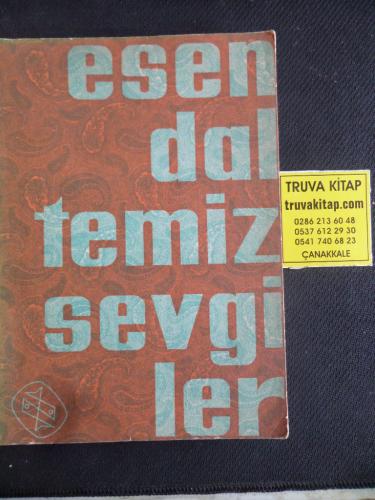 esen
dal
temiz
sevgi
ler
TRUVA KİTAP
truvakitap.com
0286 213 60 48
0537 612 29 30
0541 740 68 23
ÇANAKKALE